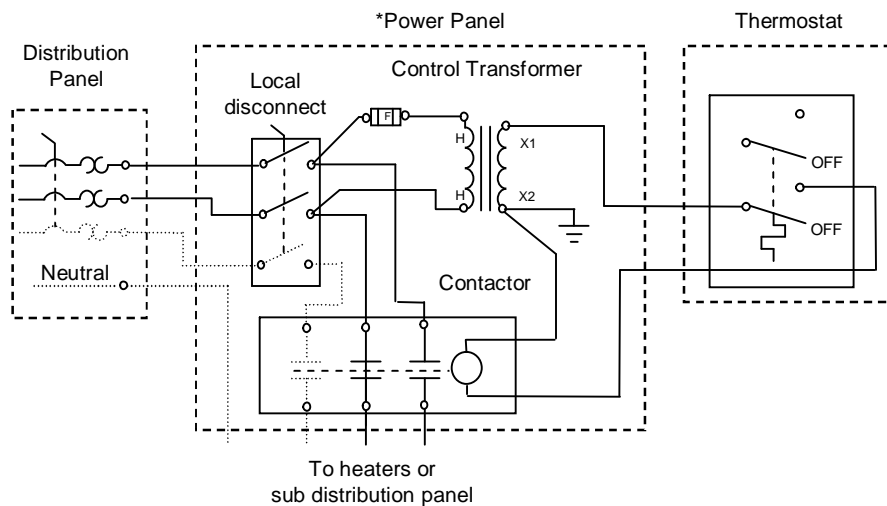 *Power Panel
Thermostat
Distribution
Panel
Local
disconnect
Control Transformer
F
H
X1
OFF
H
X2
OFF
Neutral
Contactor
To heaters or
sub distribution panel